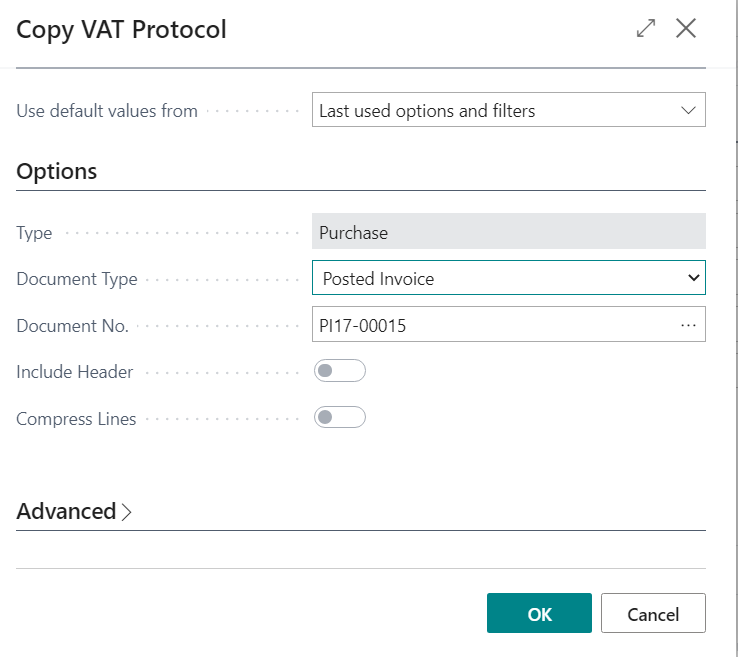 Copy VAT Protocol
Use default values from
Last used options and filters
Options
Type
Purchase
Document Type
Posted Invoice
Document No.
PI17-00015
Include Header
Compress Lines
Advanced
OK
Cancel